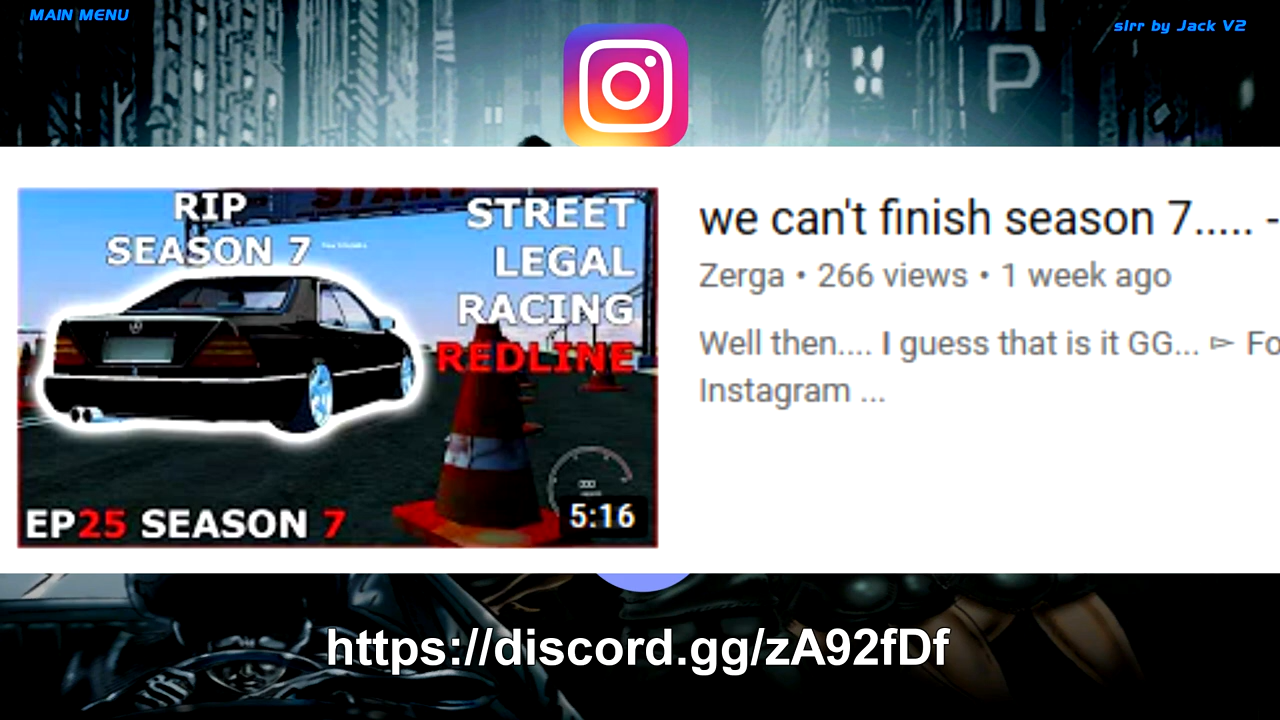 MAIN MENU
slrr by Jack V2
P
RIP
SEASON 7
START
STREET
LEGAL
RACING
REDLINE
EP25 SEASON 7
5:16
we can't finish season 7..... -
Zerga • 266 views • 1 week ago
Well then.... I guess that is it GG... ⌲ Fo
Instagram ...
https://discord.gg/zA92fDf